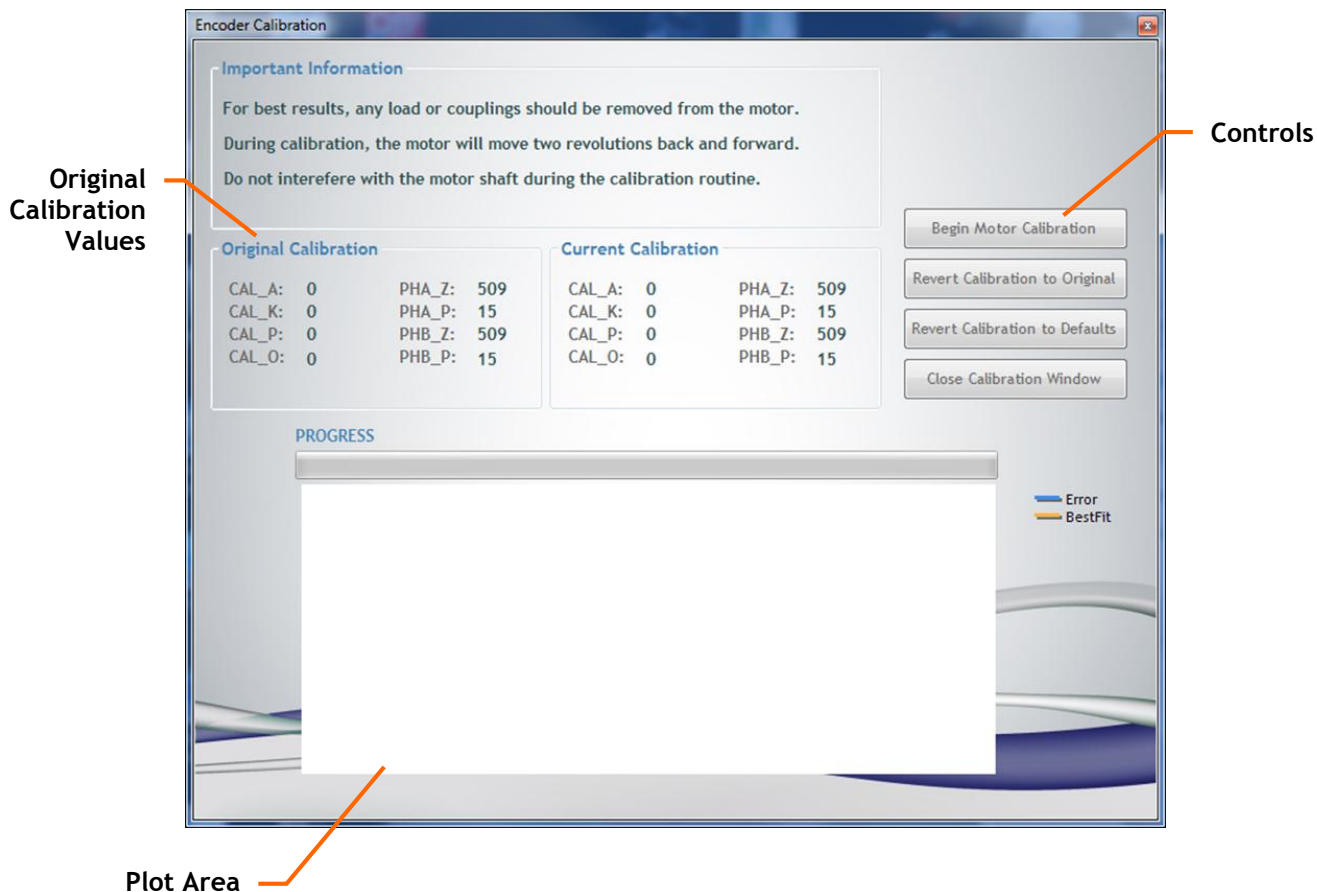 Encoder Calibration
Important Information
For best results, any load or couplings should be removed from the motor.
During calibration, the motor will move two revolutions back and forward.
Do not interefere with the motor shaft during the calibration routine.
Controls
Original
Calibration
Values
Original Calibration
CAL_A: 0 PHA_Z: 509
CAL_K: 0 PHA_P: 15
CAL_P: 0 PHB_Z: 509
CAL_O: 0 PHB_P: 15
Current Calibration
CAL_A: 0 PHA_Z: 509
CAL_K: 0 PHA_P: 15
CAL_P: 0 PHB_Z: 509
CAL_O: 0 PHB_P: 15
Begin Motor Calibration
Revert Calibration to Original
Revert Calibration to Defaults
Close Calibration Window
PROGRESS
Error
BestFit
Plot Area